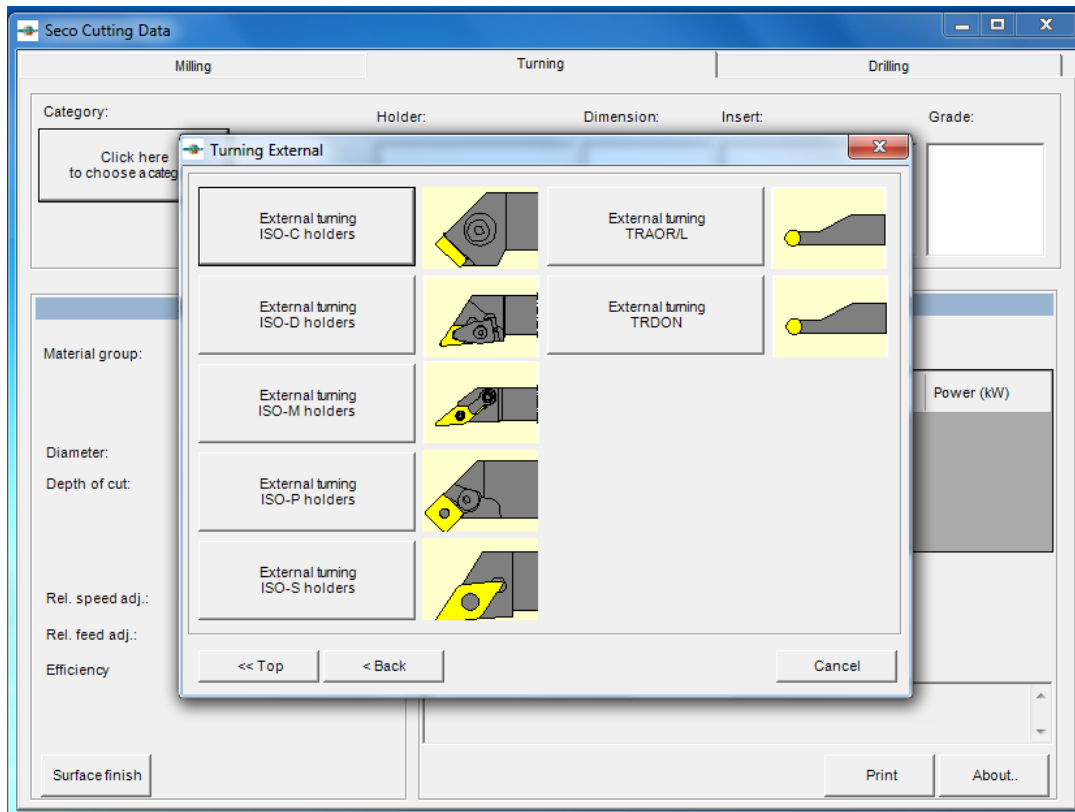 Seco Cutting Data
Milling
Turning
Drilling
Category:
Holder:
Dimension:
Insert:
Grade:
Click here
to choose a categ
Turning External
External turning
ISO-C holders
External turning
TRAOR/L
External turning
ISO-D holders
External turning
TRDON
External turning
ISO-M holders
External turning
ISO-P holders
External turning
ISO-S holders
<< Top
< Back
Cancel
Material group:
Diameter:
Depth of cut:
Rel. speed adj.:
Rel. feed adj.:
Efficiency
Power (kW)
Surface finish
Print
About..